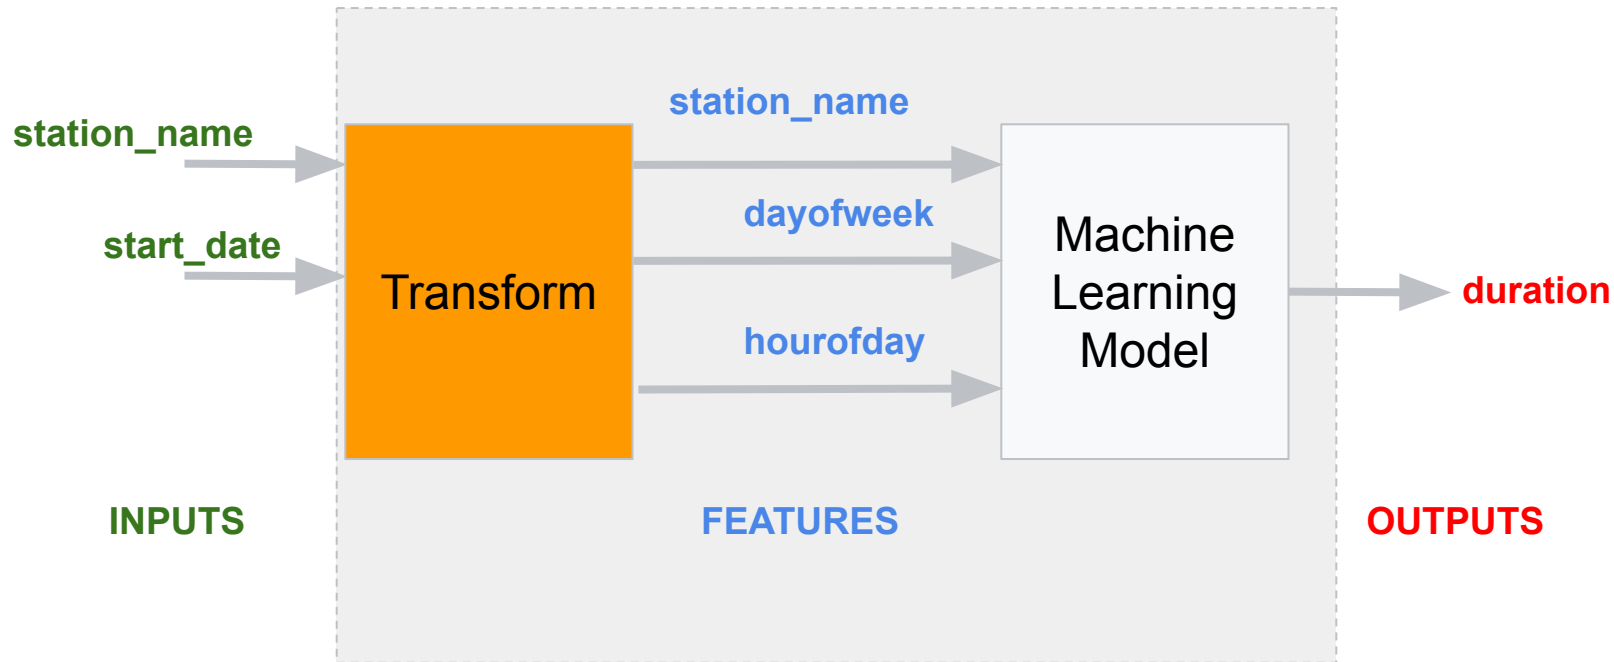 station_name
start_date
Transform
station_name
dayofweek
hourofday
Machine
Learning
Model
duration
INPUTS
FEATURES
OUTPUTS